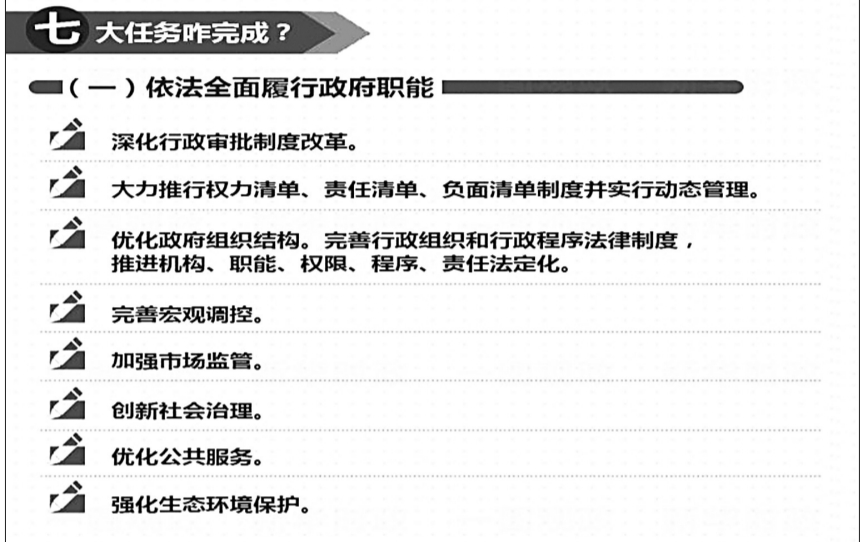 七大任务咋完成？
（一）依法全面履行政府职能
深化行政审批制度改革。
大力推行权力清单、责任清单、负面清单制度并实行动态管理。
优化政府组织结构。完善行政组织和行政程序法律制度，
推进机构、职能、权限、程序、责任法定化。
完善宏观调控。
加强市场监管。
创新社会治理。
优化公共服务。
强化生态环境保护。